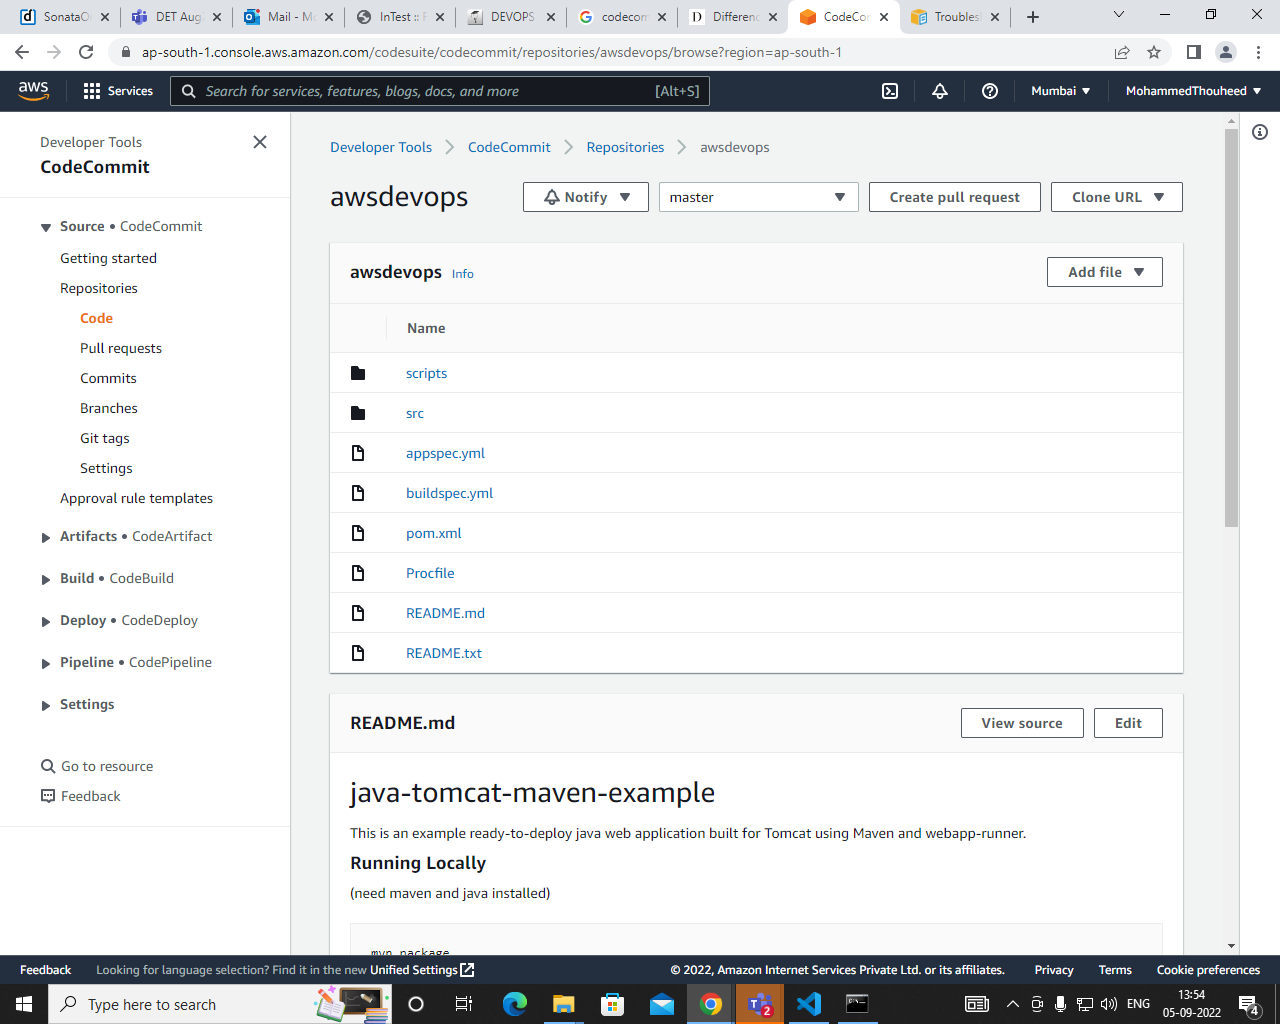 SonataO
DET Aug
Mail - Mo
InTest :: F
DEVOPS
codecom
Differenc
CodeCor
Troubles
ap-south-1.console.aws.amazon.com/codesuite/codecommit/repositories/awsdevops/browse?region=ap-south-1
aws
Services
Search for services, features, blogs, docs, and more
[Alt+S]
Mumbai
MohammedThouheed
Developer Tools
CodeCommit
Source • CodeCommit
Getting started
Repositories
Code
Pull requests
Commits
Branches
Git tags
Settings
Approval rule templates
Artifacts • CodeArtifact
Build • CodeBuild
Deploy • CodeDeploy
Pipeline • CodePipeline
Settings
Go to resource
Feedback
Developer Tools
CodeCommit
Repositories
awsdevops
awsdevops
Notify
master
Create pull request
Clone URL
awsdevops Info
Add file
Name
scripts
src
appspec.yml
buildspec.yml
pom.xml
Procfile
README.md
README.txt
README.md
View source
Edit
java-tomcat-maven-example
This is an example ready-to-deploy java web application built for Tomcat using Maven and webapp-runner.
Running Locally
(need maven and java installed)
mvn package
Feedback
Looking for language selection? Find it in the new Unified Settings
© 2022, Amazon Internet Services Private Ltd. or its affiliates.
Privacy
Terms
Cookie preferences
Type here to search
2
ENG
13:54
05-09-2022
4